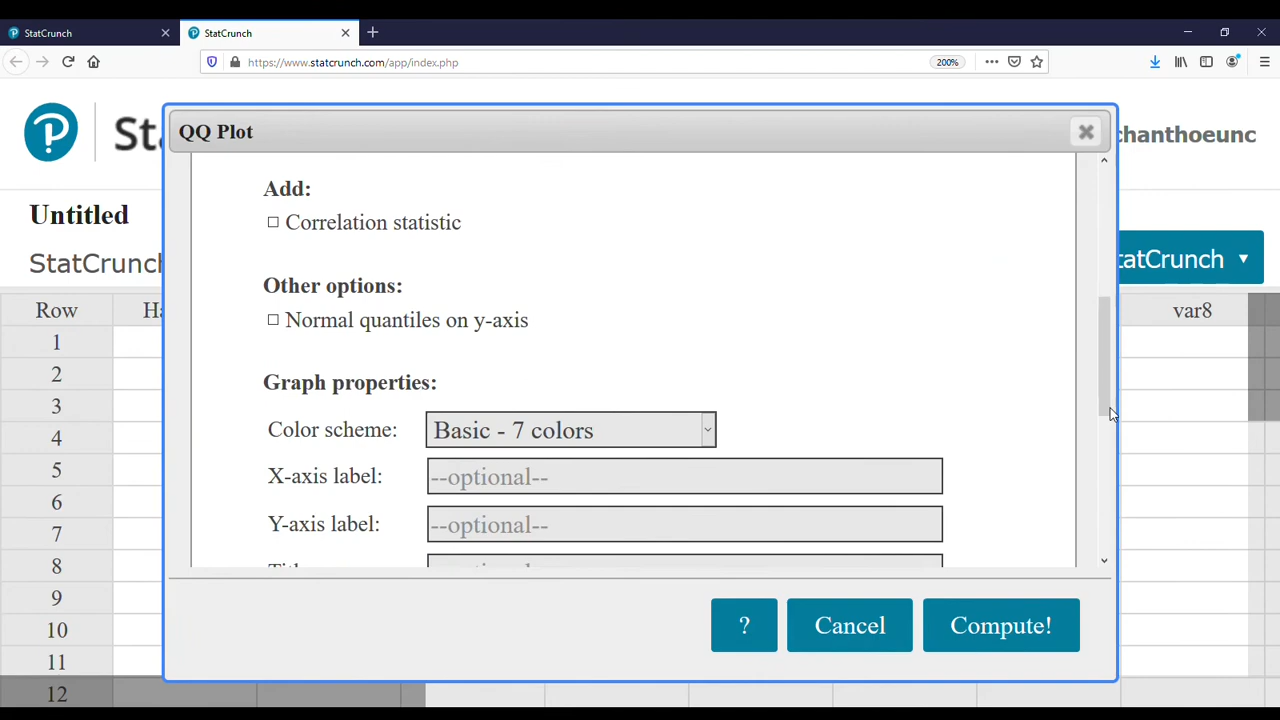 StatCrunch
StatCrunch
https://www.statcrunch.com/app/index.php
200%
QQ Plot
chanthoeunc
Untitled
StatCrunch
Add:
Correlation statistic
Other options:
Normal quantiles on y-axis
Graph properties:
Color scheme: Basic - 7 colors
X-axis label: --optional--
Y-axis label: --optional--
? Cancel Compute!
Row
var8
1
2
3
4
5
6
7
8
9
10
11
12